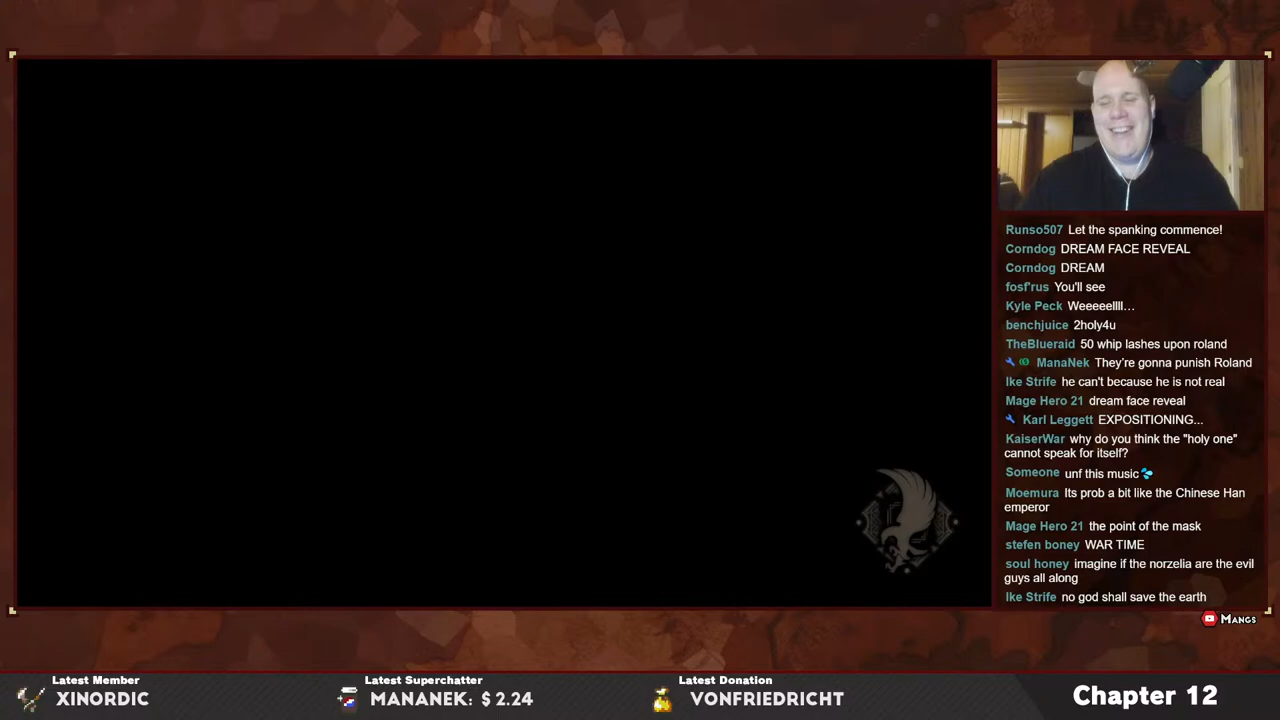 Runso507 Let the spanking commence!
Corndog DREAM FACE REVEAL
Corndog DREAM
fosf'rus You'll see
Kyle Peck Weeeeellll…
benchjuice 2holy4u
TheBlueraid 50 whip lashes upon roland
ManaNek They're gonna punish Roland
Ike Strife he can't because he is not real
Mage Hero 21 dream face reveal
Karl Leggett EXPOSITIONING...
KaiserWar why do you think the "holy one"
cannot speak for itself?
Someone unf this music
Moemura Its prob a bit like the Chinese Han
emperor
Mage Hero 21 the point of the mask
stefen boney WAR TIME
soul honey imagine if the norzelia are the evil
guys all along
Ike Strife no god shall save the earth
Mangs
Latest Member
XINORDIC
Latest Superchatter
MANANEK: $ 2.24
Latest Donation
VONFRIEDRICHT
Chapter 12